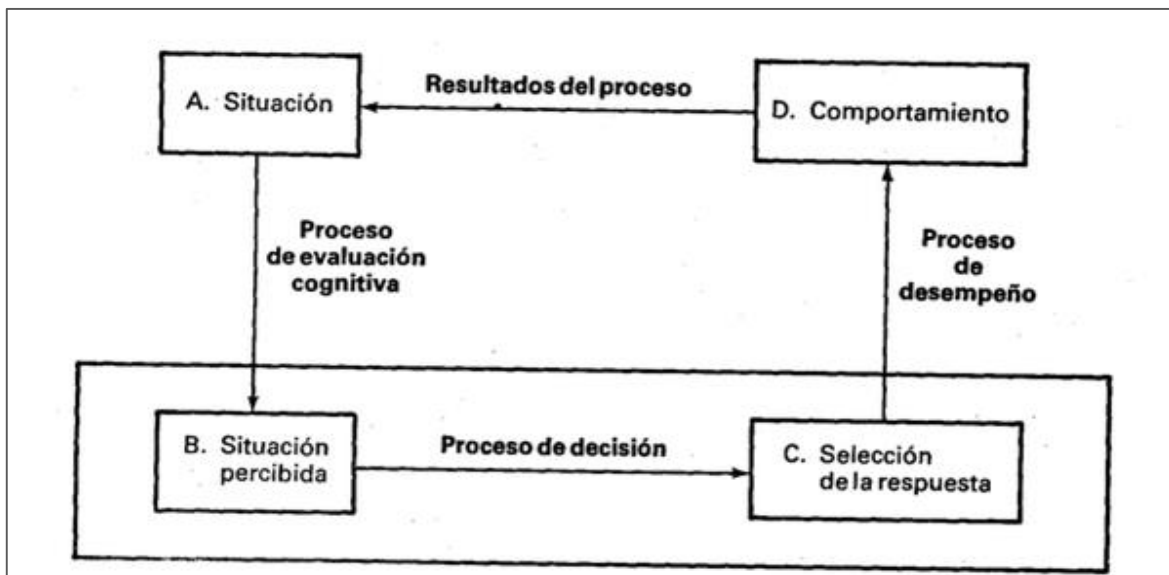 Resultados del proceso
A. Situación
D. Comportamiento
Proceso
de evaluación
cognitiva
Proceso
de
desempeño
B. Situación
percibida
Proceso de decisión
C. Selección
de la respuesta